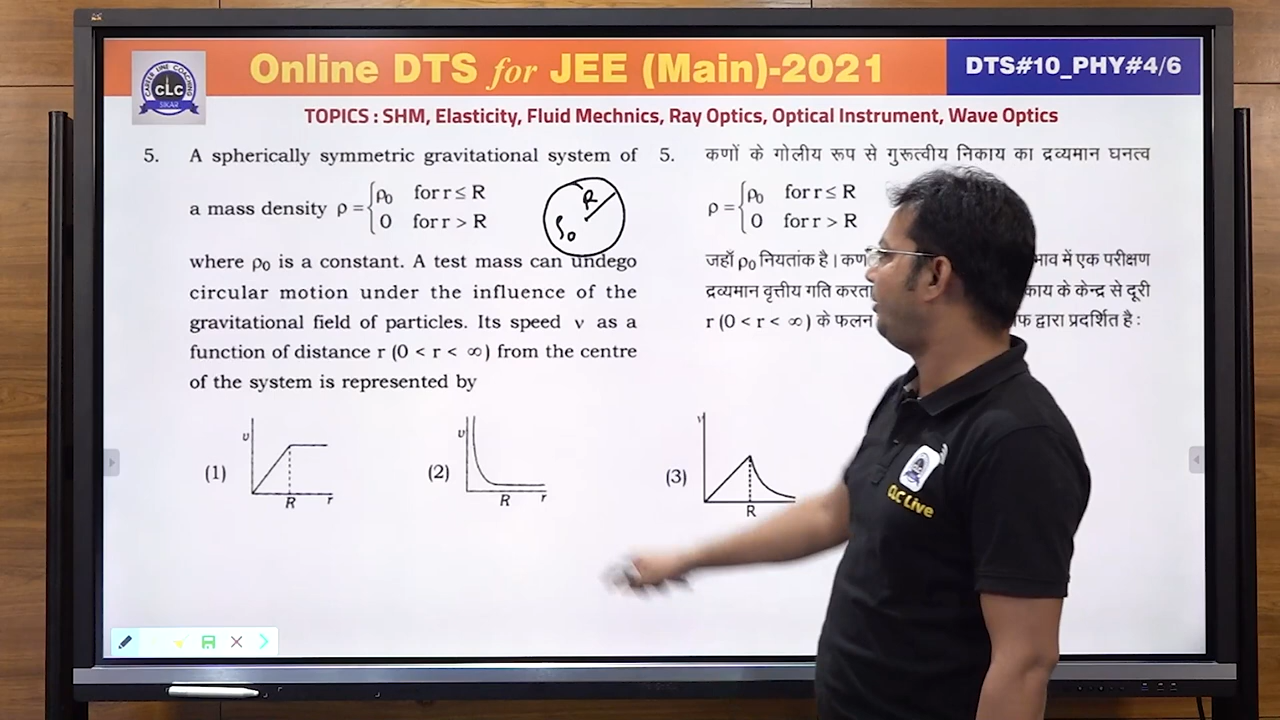 Online DTS for JEE (Main)-2021
DTS#10_PHY#4/6
CAREER LINE COACHING
CLC
SIKAR
TOPICS : SHM, Elasticity, Fluid Mechnics, Ray Optics, Optical Instrument, Wave Optics
5. A spherically symmetric gravitational system of
a mass density ρ = { ρ₀ for r ≤ R
0 for r > R
R
ρ₀
where ρ₀ is a constant. A test mass can undego
circular motion under the influence of the
gravitational field of particles. Its speed v as a
function of distance r (0 < r < ∞) from the centre
of the system is represented by
(1) υ R r
(2) υ R r
5. कणों के गोलीय रूप से गुरूत्वीय निकाय का द्रव्यमान घनत्व
ρ = { ρ₀ for r ≤ R
0 for r > R
जहाँ ρ₀ नियतांक है। में एक परीक्षण
द्रव्यमान वृत्तीय गति के केन्द्र से दूरी
r (0 < r < ∞) के फलन द्वारा प्रदर्शित है :
(3) v R
CLC Live